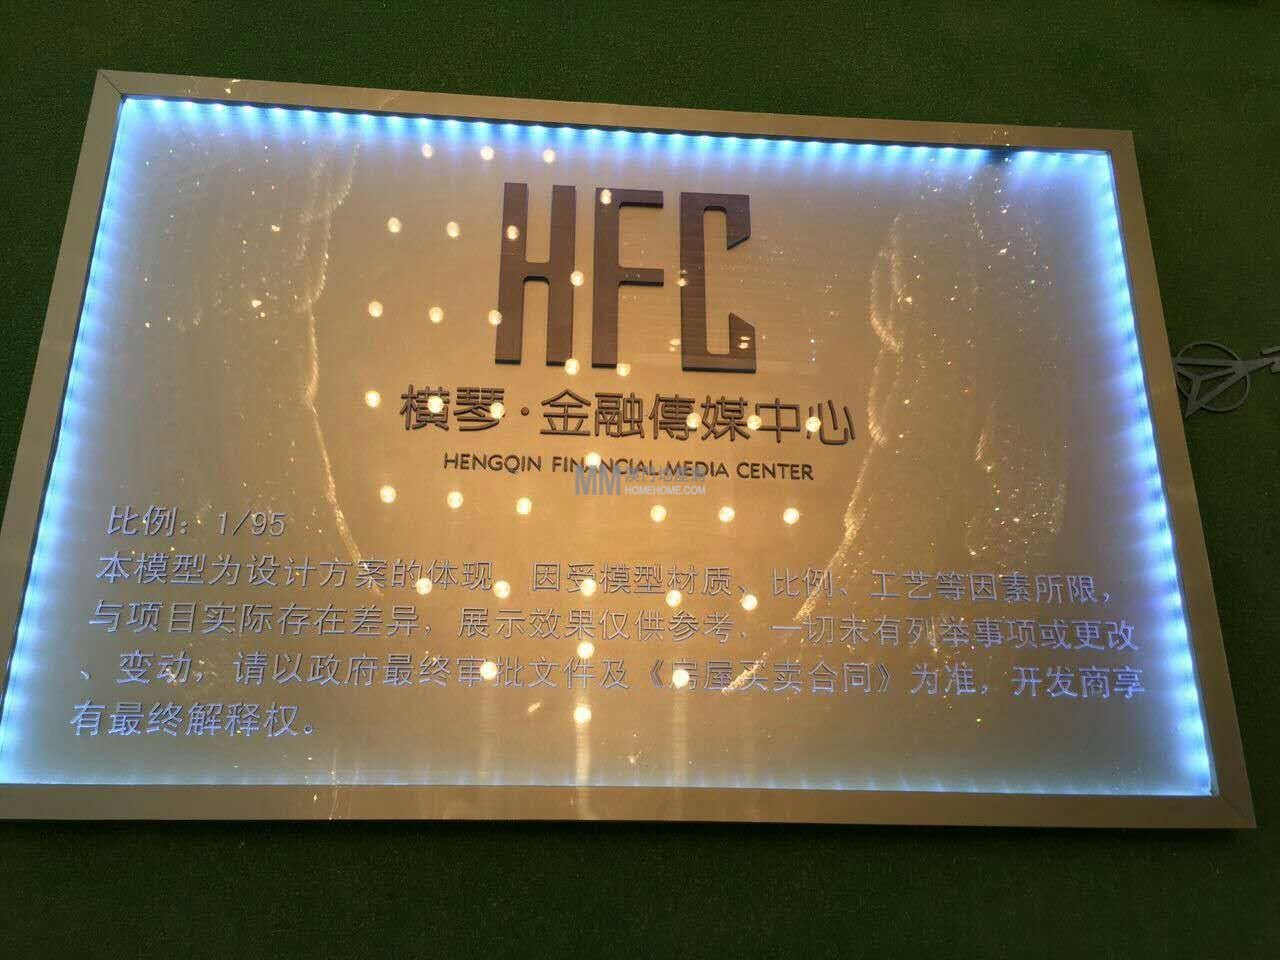 HFC
橫琴·金融傳媒中心
HENGQIN FINANCIAL MEDIA CENTER
MM
HOMEHOME.COM
比例：1/95
本模型为设计方案的体现，因受模型材质、比例、工艺等因素所限，
与项目实际存在差异，展示效果仅供参考，一切未有列举事项或更改
、变动，请以政府最终审批文件及《房屋买卖合同》为准，开发商享
有最终解释权。